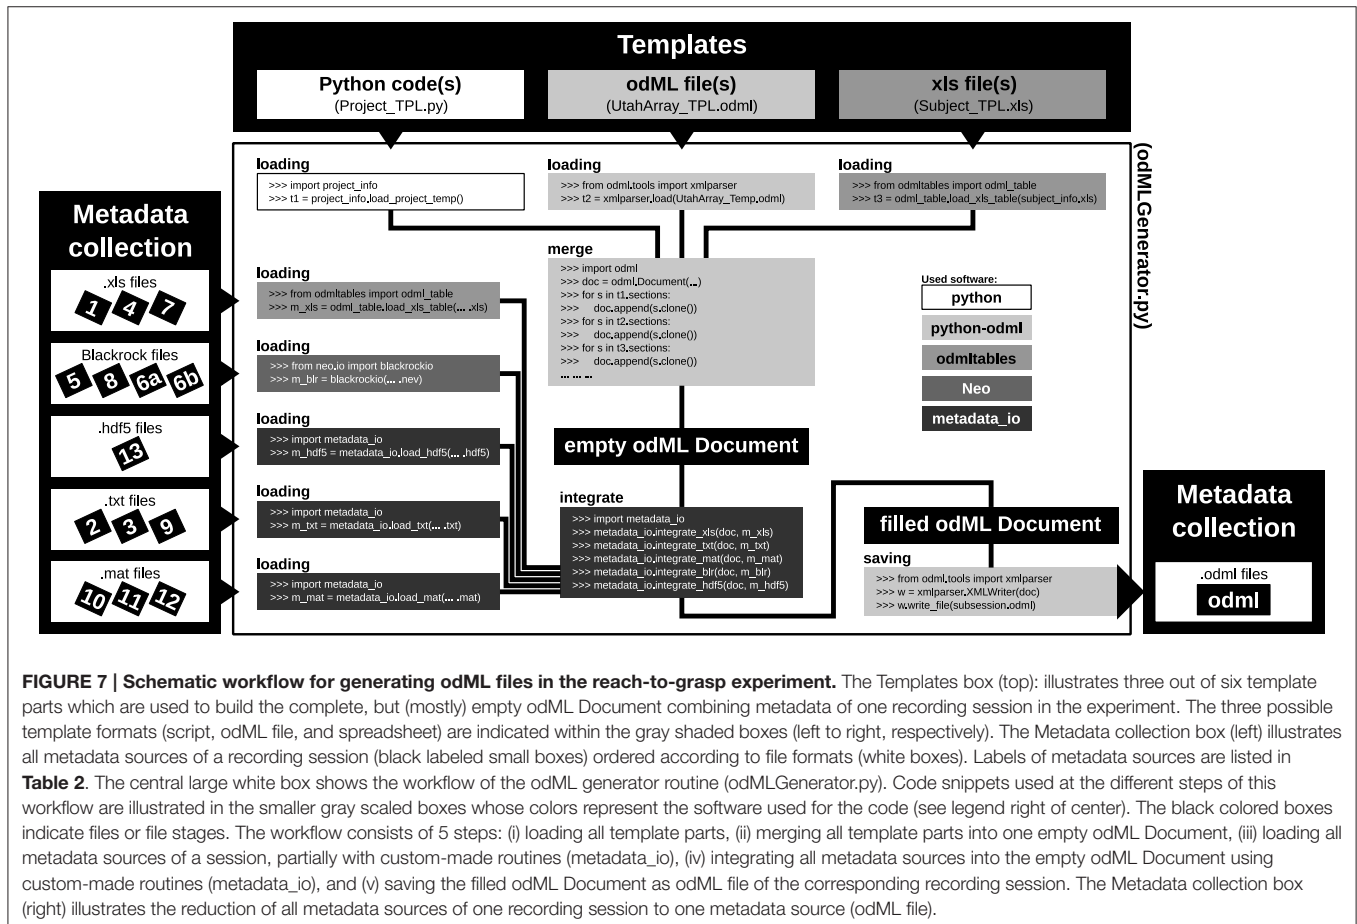 Templates
Python code(s)
(Project_TPL.py)
odML file(s)
(UtahArray_TPL.odml)
xls file(s)
(Subject_TPL.xls)
(odMLGenerator.py)
loading
>>> import project_info
>>> t1 = project_info.load_project_temp()
loading
>>> from odml.tools import xmlparser
>>> t2 = xmlparser.load(UtahArray_Temp.odml)
loading
>>> from odmltables import odml_table
>>> t3 = odml_table.load_xls_table(subject_info.xls)
Metadata
collection
.xls files
1 4 7
Blackrock files
5 8 6a 6b
.hdf5 files
13
.txt files
2 3 9
.mat files
10 11 12
loading
>>> from odmltables import odml_table
>>> m_xls = odml_table.load_xls_table(... .xls)
loading
>>> from neo.io import blackrockio
>>> m_blr = blackrockio(... .nev)
loading
>>> import metadata_io
>>> m_hdf5 = metadata_io.load_hdf5(... .hdf5)
loading
>>> import metadata_io
>>> m_txt = metadata_io.load_txt(... .txt)
loading
>>> import metadata_io
>>> m_mat = metadata_io.load_mat(... .mat)
merge
>>> import odml
>>> doc = odml.Document(...)
>>> for s in t1.sections:
>>> doc.append(s.clone())
>>> for s in t2.sections:
>>> doc.append(s.clone())
>>> for s in t3.sections:
>>> doc.append(s.clone())
... ... ...
Used software:
python
python-odml
odmltables
Neo
metadata_io
empty odML Document
integrate
>>> import metadata_io
>>> metadata_io.integrate_xls(doc, m_xls)
>>> metadata_io.integrate_txt(doc, m_txt)
>>> metadata_io.integrate_mat(doc, m_mat)
>>> metadata_io.integrate_blr(doc, m_blr)
>>> metadata_io.integrate_hdf5(doc, m_hdf5)
filled odML Document
saving
>>> from odml.tools import xmlparser
>>> w = xmlparser.XMLWriter(doc)
>>> w.write_file(subsession.odml)
Metadata
collection
.odml files
odml
FIGURE 7 | Schematic workflow for generating odML files in the reach-to-grasp experiment. The Templates box (top): illustrates three out of six template
parts which are used to build the complete, but (mostly) empty odML Document combining metadata of one recording session in the experiment. The three possible
template formats (script, odML file, and spreadsheet) are indicated within the gray shaded boxes (left to right, respectively). The Metadata collection box (left) illustrates
all metadata sources of a recording session (black labeled small boxes) ordered according to file formats (white boxes). Labels of metadata sources are listed in
Table 2. The central large white box shows the workflow of the odML generator routine (odMLGenerator.py). Code snippets used at the different steps of this
workflow are illustrated in the smaller gray scaled boxes whose colors represent the software used for the code (see legend right of center). The black colored boxes
indicate files or file stages. The workflow consists of 5 steps: (i) loading all template parts, (ii) merging all template parts into one empty odML Document, (iii) loading all
metadata sources of a session, partially with custom-made routines (metadata_io), (iv) integrating all metadata sources into the empty odML Document using
custom-made routines (metadata_io), and (v) saving the filled odML Document as odML file of the corresponding recording session. The Metadata collection box
(right) illustrates the reduction of all metadata sources of one recording session to one metadata source (odML file).